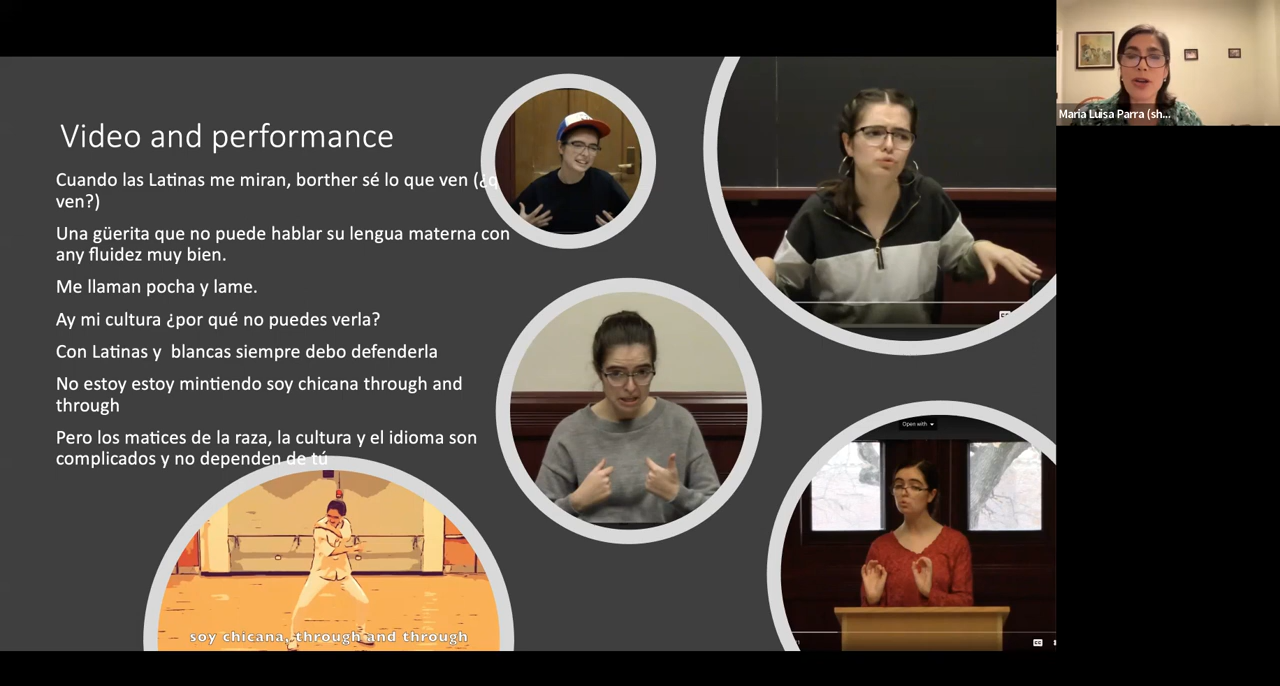 Video and performance
Cuando las Latinas me miran, borther sé lo que ven (¿q
ven?)
Una güerita que no puede hablar su lengua materna con
any fluidez muy bien.
Me llaman pocha y lame.
Ay mi cultura ¿por qué no puedes verla?
Con Latinas y blancas siempre debo defenderla
No estoy estoy mintiendo soy chicana through and
through
Pero los matices de la raza, la cultura y el idioma son
complicados y no dependen de tú
soy chicana, through and through
Open with
CC
CC
Maria Luisa Parra (sh...